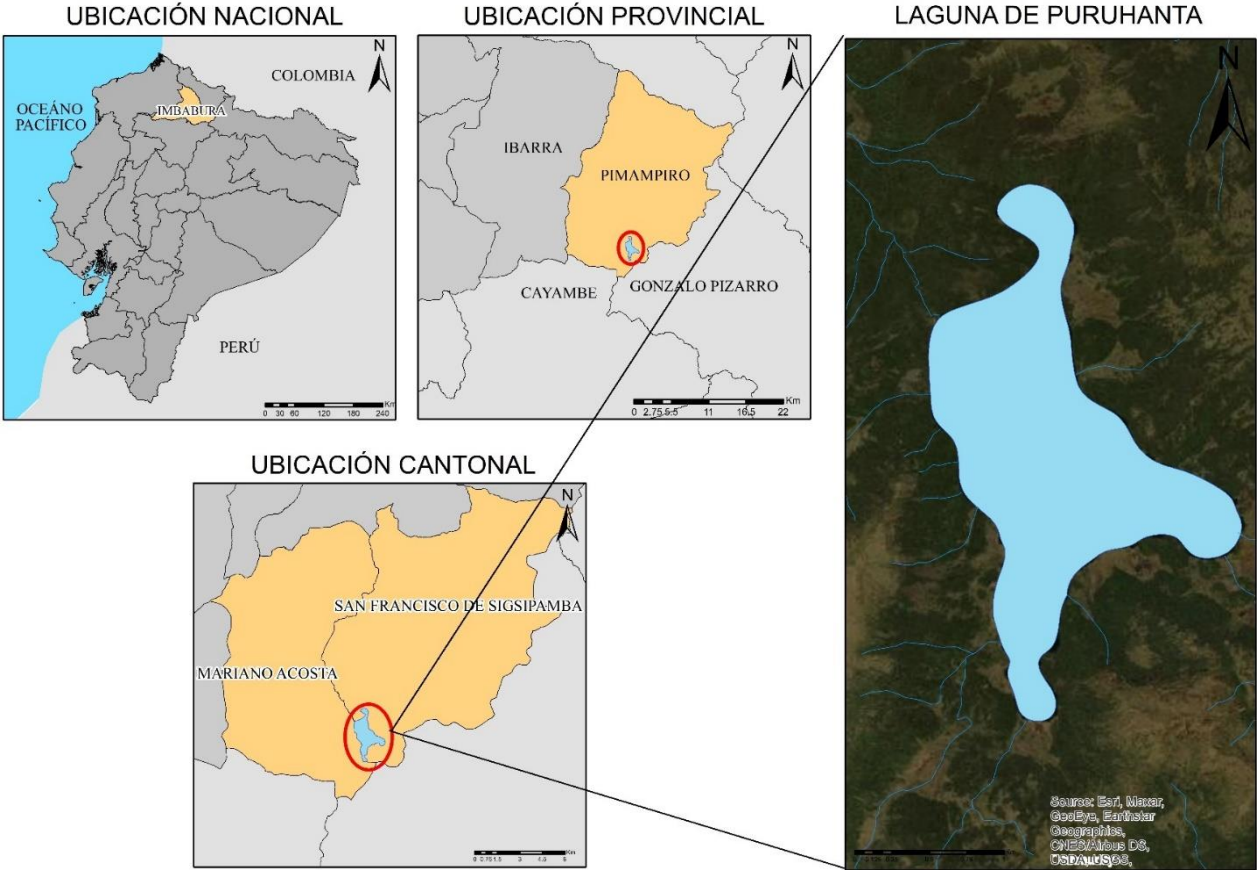 UBICACIÓN NACIONAL
N
COLOMBIA
OCEÁNO
PACÍFICO
IMBABURA
PERÚ
Km
0 30 60 120 180 240
UBICACIÓN PROVINCIAL
N
IBARRA
PIMAMPIRO
CAYAMBE
GONZALO PIZARRO
Km
0 2.75 5.5 11 16.5 22
UBICACIÓN CANTONAL
N
SAN FRANCISCO DE SIGSIPAMBA
MARIANO ACOSTA
Km
LAGUNA DE PURUHANTA
N
Source: Esri, Maxar,
GeoEye, Earthstar
Geographics,
CNES/Airbus DS,